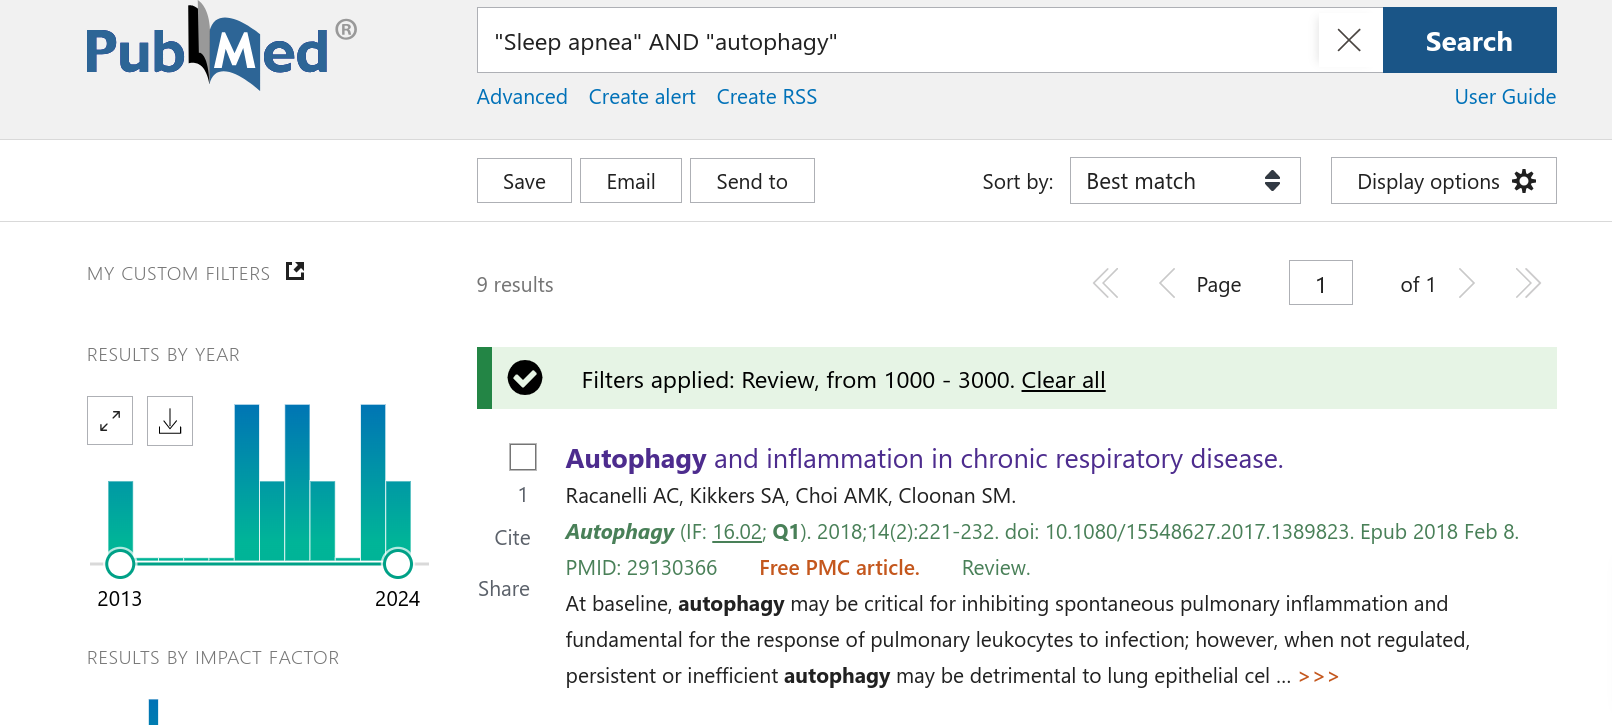 PubMed®
"Sleep apnea" AND "autophagy"
Search
Advanced Create alert Create RSS
User Guide
Save Email Send to
Sort by: Best match
Display options
MY CUSTOM FILTERS
9 results
Page 1 of 1
RESULTS BY YEAR
2013 2024
RESULTS BY IMPACT FACTOR
Filters applied: Review, from 1000 - 3000. Clear all
Autophagy and inflammation in chronic respiratory disease.
1
Cite
Share
Racanelli AC, Kikkers SA, Choi AMK, Cloonan SM.
Autophagy (IF: 16.02; Q1). 2018;14(2):221-232. doi: 10.1080/15548627.2017.1389823. Epub 2018 Feb 8.
PMID: 29130366 Free PMC article. Review.
At baseline, autophagy may be critical for inhibiting spontaneous pulmonary inflammation and
fundamental for the response of pulmonary leukocytes to infection; however, when not regulated,
persistent or inefficient autophagy may be detrimental to lung epithelial cel ... >>>